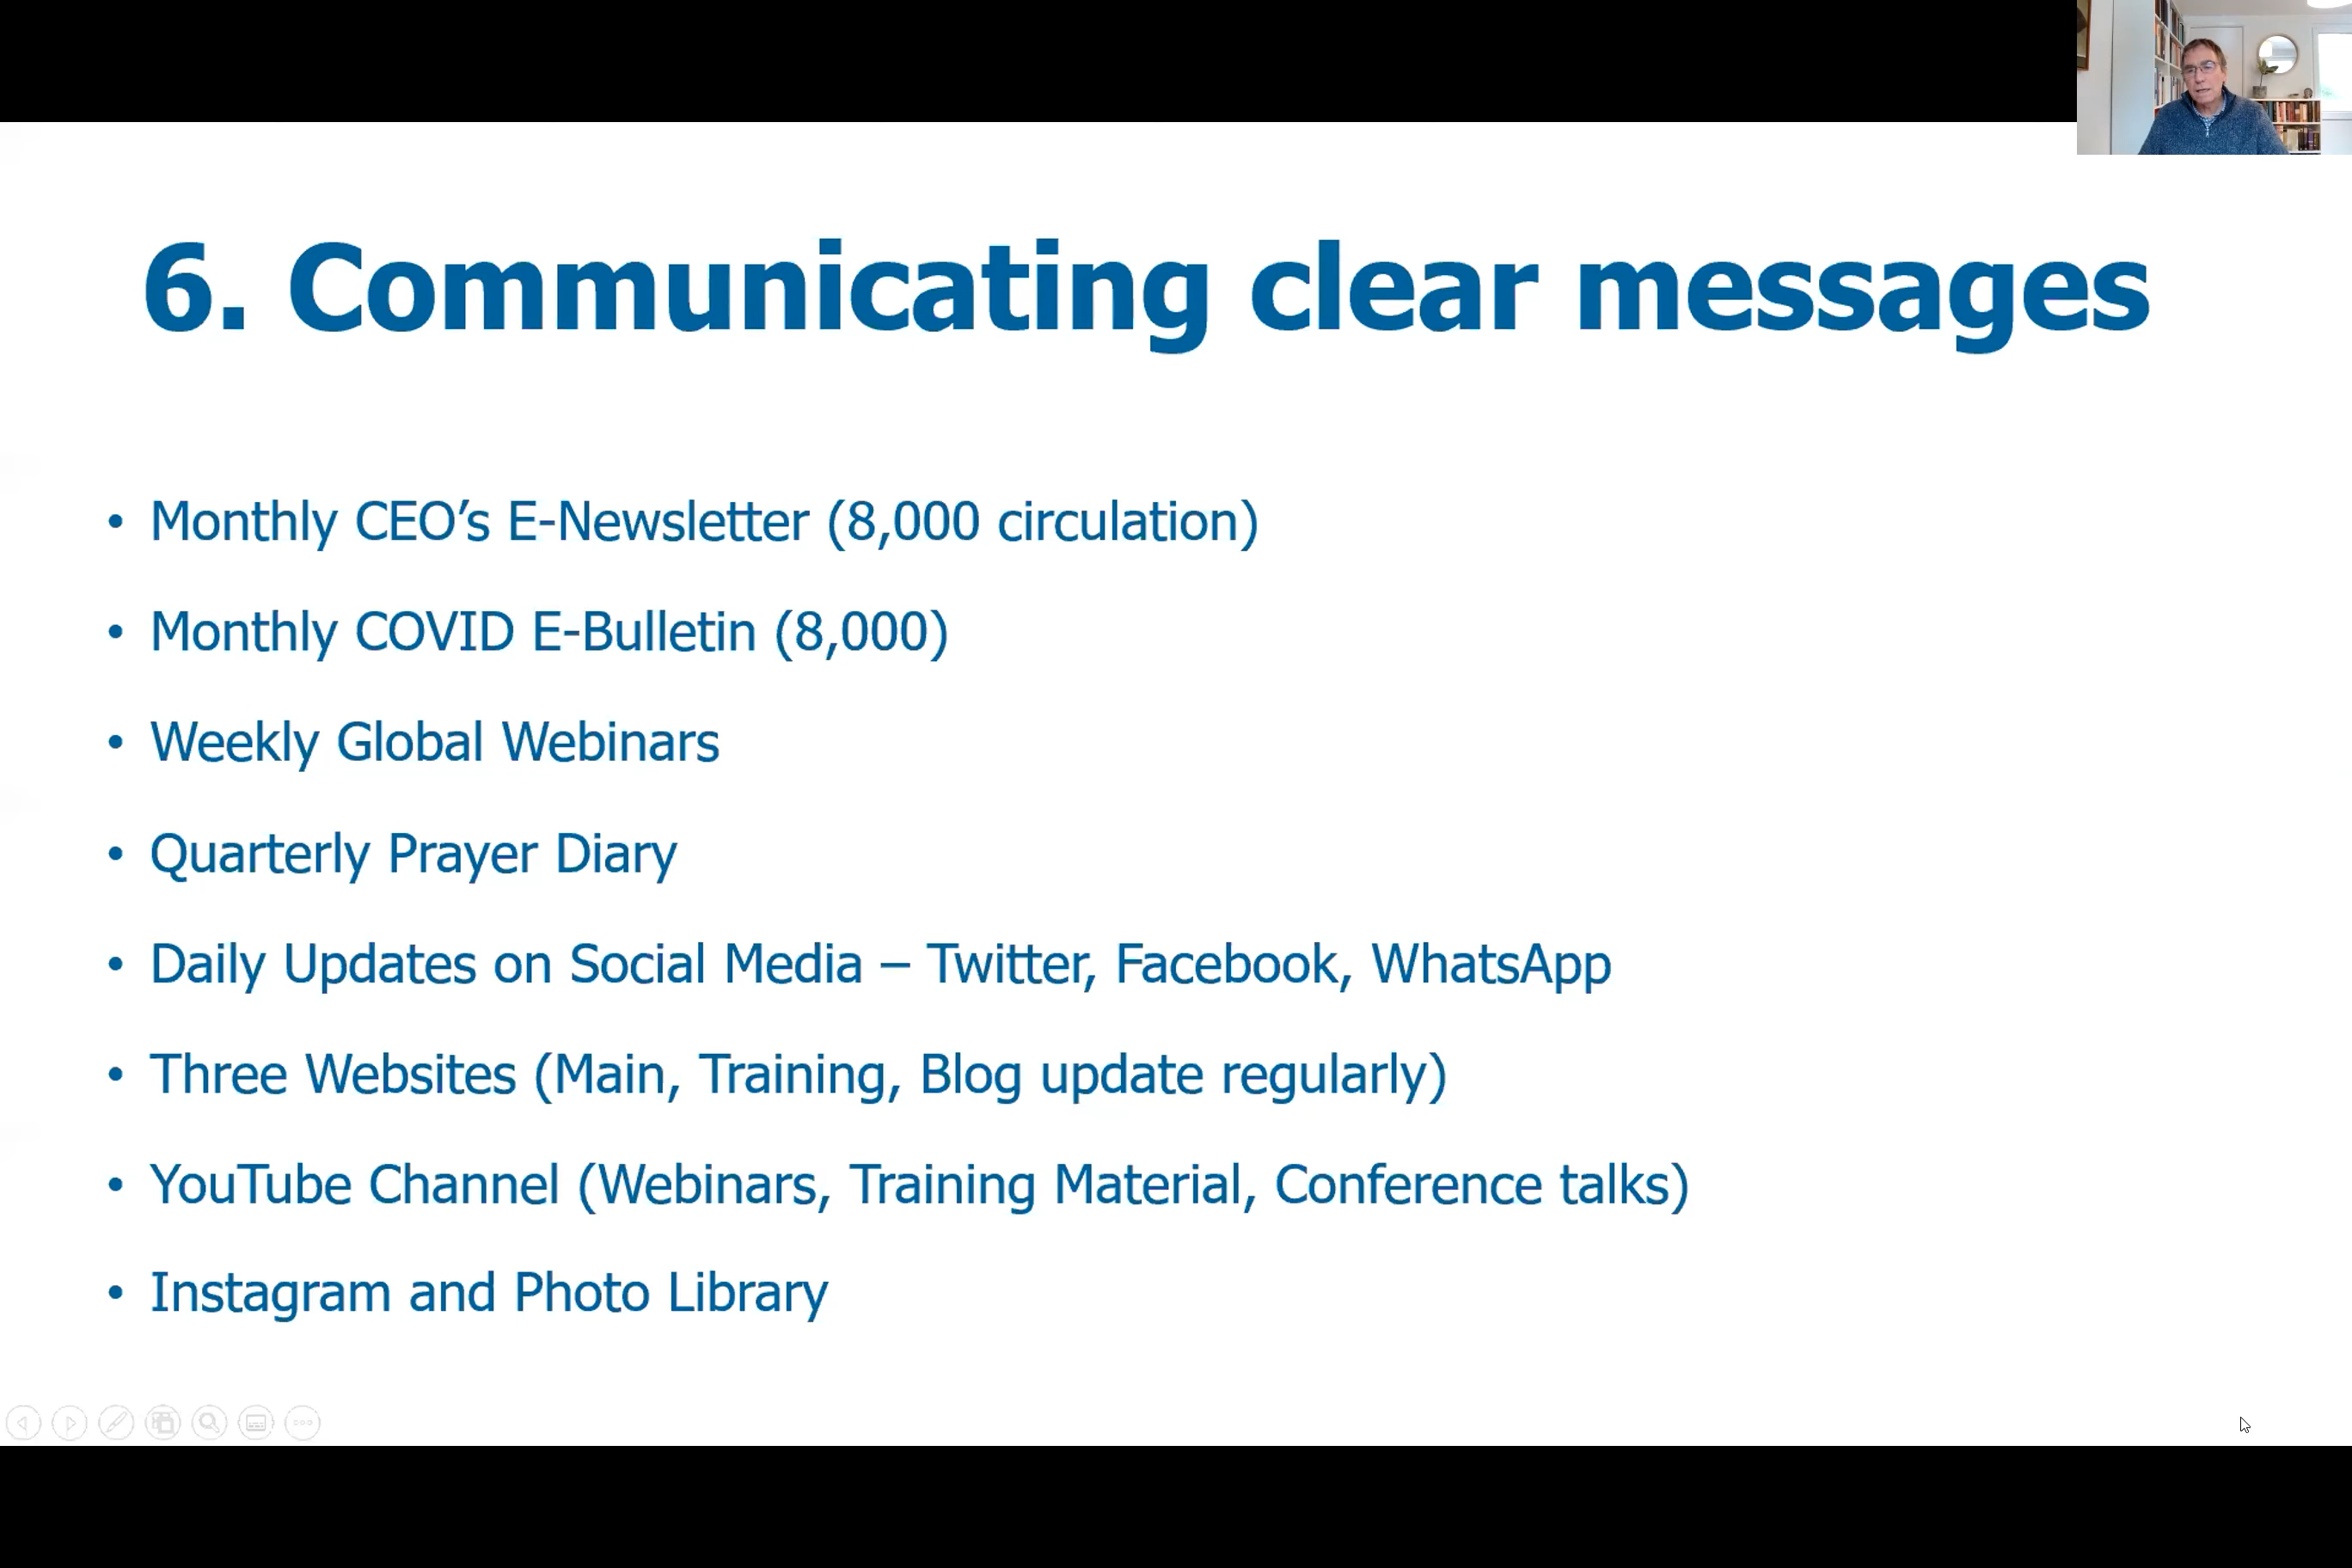 6. Communicating clear messages
• Monthly CEO’s E-Newsletter (8,000 circulation)
• Monthly COVID E-Bulletin (8,000)
• Weekly Global Webinars
• Quarterly Prayer Diary
• Daily Updates on Social Media – Twitter, Facebook, WhatsApp
• Three Websites (Main, Training, Blog update regularly)
• YouTube Channel (Webinars, Training Material, Conference talks)
• Instagram and Photo Library